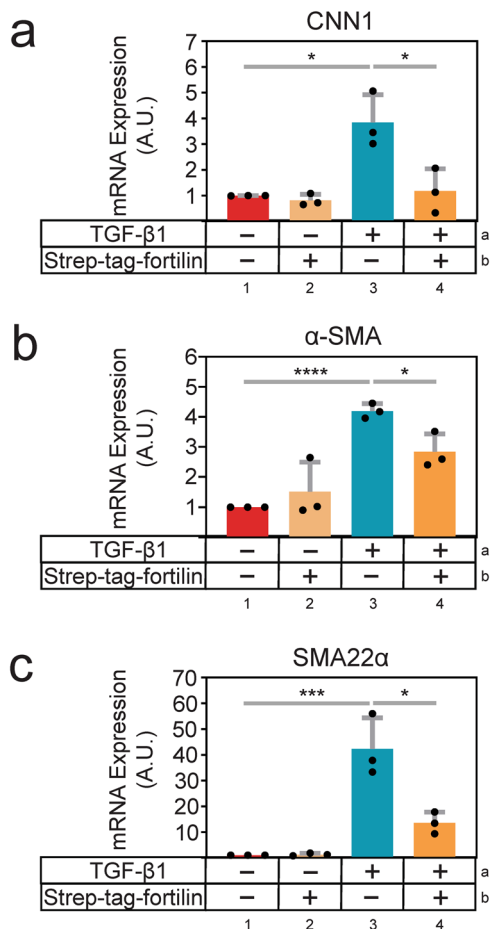 a
CNN1
mRNA Expression
(A.U.)
7
6
5
4
3
2
1
* *
TGF-β1 − − + + a
Strep-tag-fortilin − + − + b
1 2 3 4
b
α-SMA
mRNA Expression
(A.U.)
6
5
4
3
2
1
**** *
TGF-β1 − − + + a
Strep-tag-fortilin − + − + b
1 2 3 4
c
SMA22α
mRNA Expression
(A.U.)
70
60
50
40
30
20
10
*** *
TGF-β1 − − + + a
Strep-tag-fortilin − + − + b
1 2 3 4